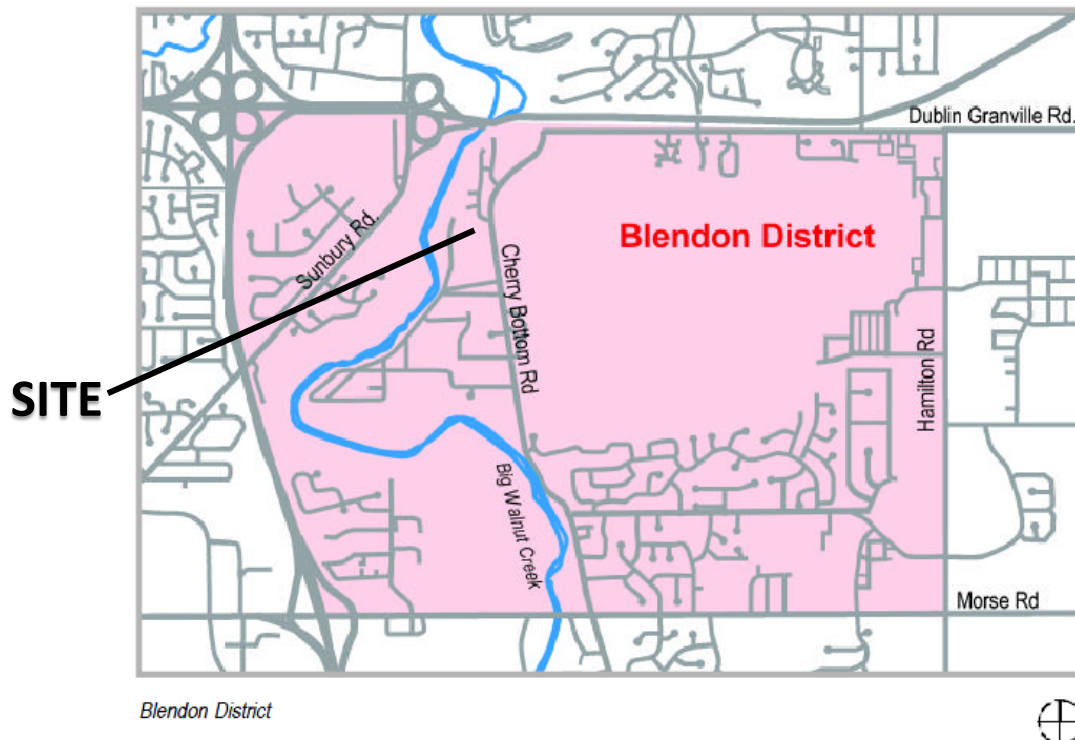 Dublin Granville Rd.
Blendon District
Sunbury Rd.
Cherry Bottom Rd
SITE
Hamilton Rd
Big Walnut Creek
Morse Rd
Blendon District